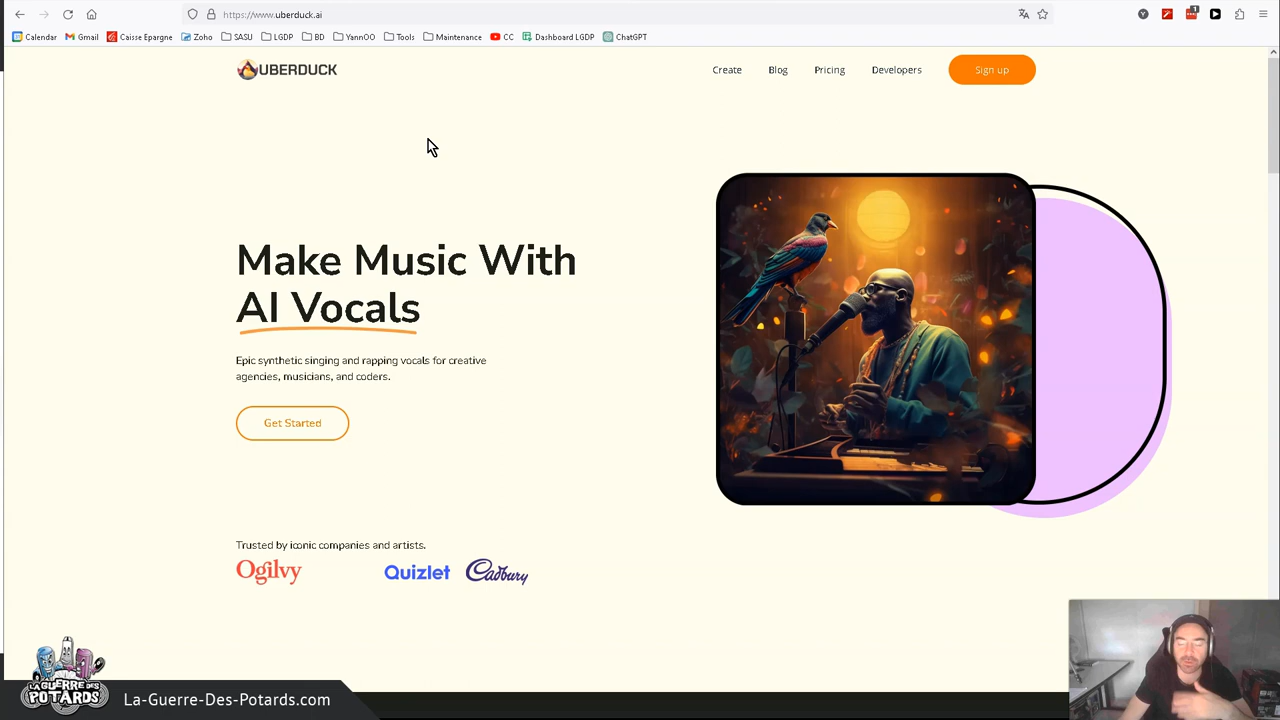 https://www.uberduck.ai
1
Calendar
Gmail
Caisse Epargne
Zoho
SASU
LGDP
BD
YannOO
Tools
Maintenance
CC
Dashboard LGDP
ChatGPT
UBERDUCK
Create
Blog
Pricing
Developers
Sign up
Make Music With
AI Vocals
Epic synthetic singing and rapping vocals for creative
agencies, musicians, and coders.
Get Started
Trusted by iconic companies and artists.
Ogilvy
Quizlet
Cadbury
LA GUERRE DES
POTARDS
La-Guerre-Des-Potards.com